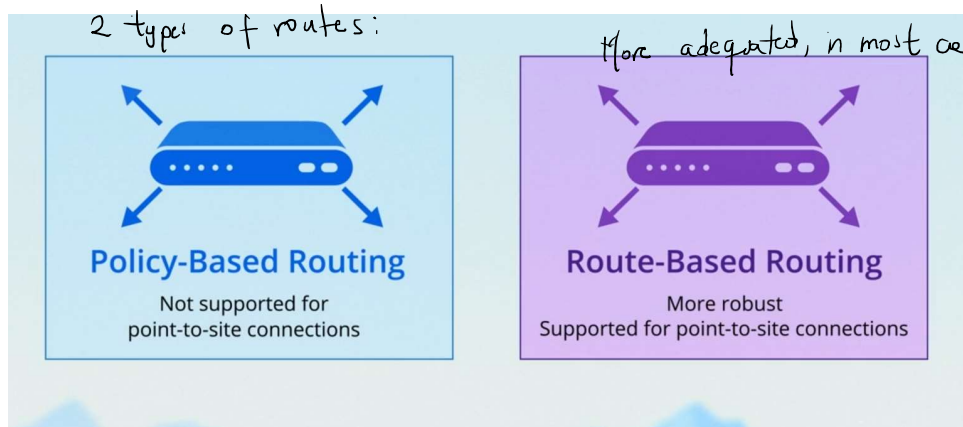 2 types of routes:
More adequated, in most
Policy-Based Routing
Not supported for
point-to-site connections
Route-Based Routing
More robust
Supported for point-to-site connections